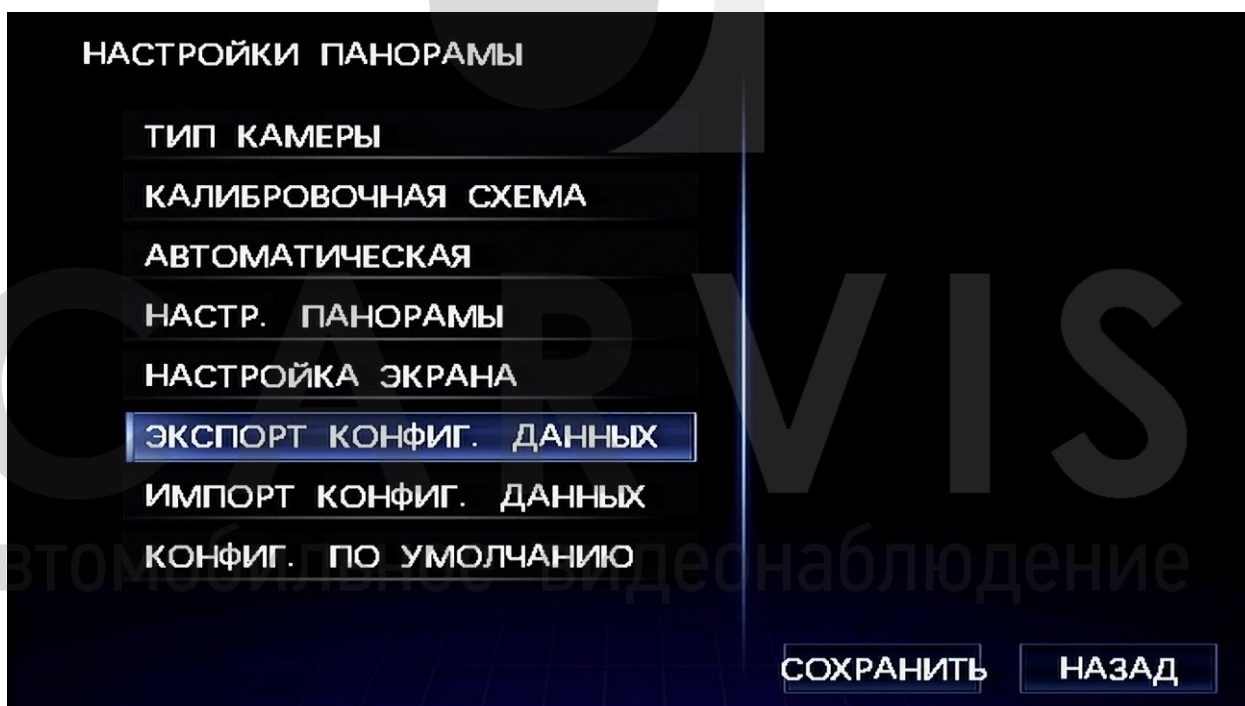 НАСТРОЙКИ ПАНОРАМЫ
ТИП КАМЕРЫ
КАЛИБРОВОЧНАЯ СХЕМА
АВТОМАТИЧЕСКАЯ
НАСТР. ПАНОРАМЫ
НАСТРОЙКА ЭКРАНА
ЭКСПОРТ КОНФИГ. ДАННЫХ
ИМПОРТ КОНФИГ. ДАННЫХ
КОНФИГ. ПО УМОЛЧАНИЮ
СОХРАНИТЬ НАЗАД
CARVIS
автомобильное видеонаблюдение